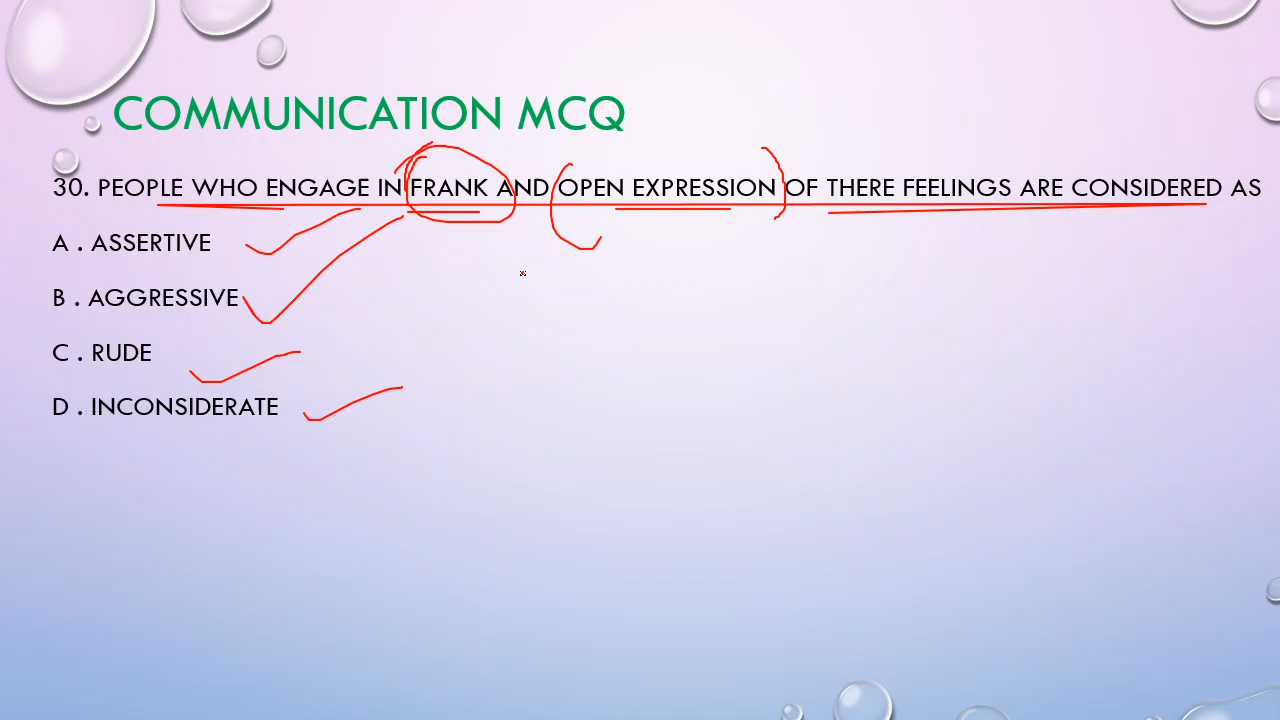 COMMUNICATION MCQ
30. PEOPLE WHO ENGAGE IN FRANK AND OPEN EXPRESSION OF THERE FEELINGS ARE CONSIDERED AS
A . ASSERTIVE
B . AGGRESSIVE
C . RUDE
D . INCONSIDERATE